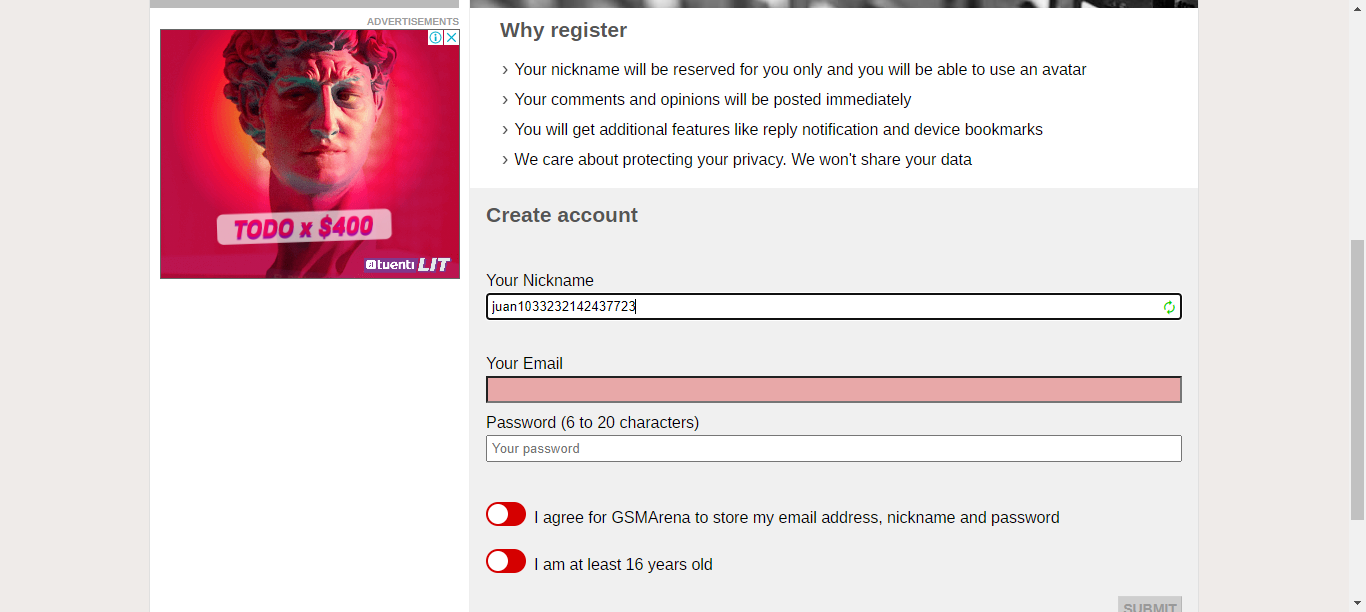 ADVERTISEMENTS
TODO x $400
tuenti LIT
Why register
› Your nickname will be reserved for you only and you will be able to use an avatar
› Your comments and opinions will be posted immediately
› You will get additional features like reply notification and device bookmarks
› We care about protecting your privacy. We won't share your data
Create account
Your Nickname
juan1033232142437723
Your Email
Password (6 to 20 characters)
Your password
I agree for GSMArena to store my email address, nickname and password
I am at least 16 years old
SUBMIT